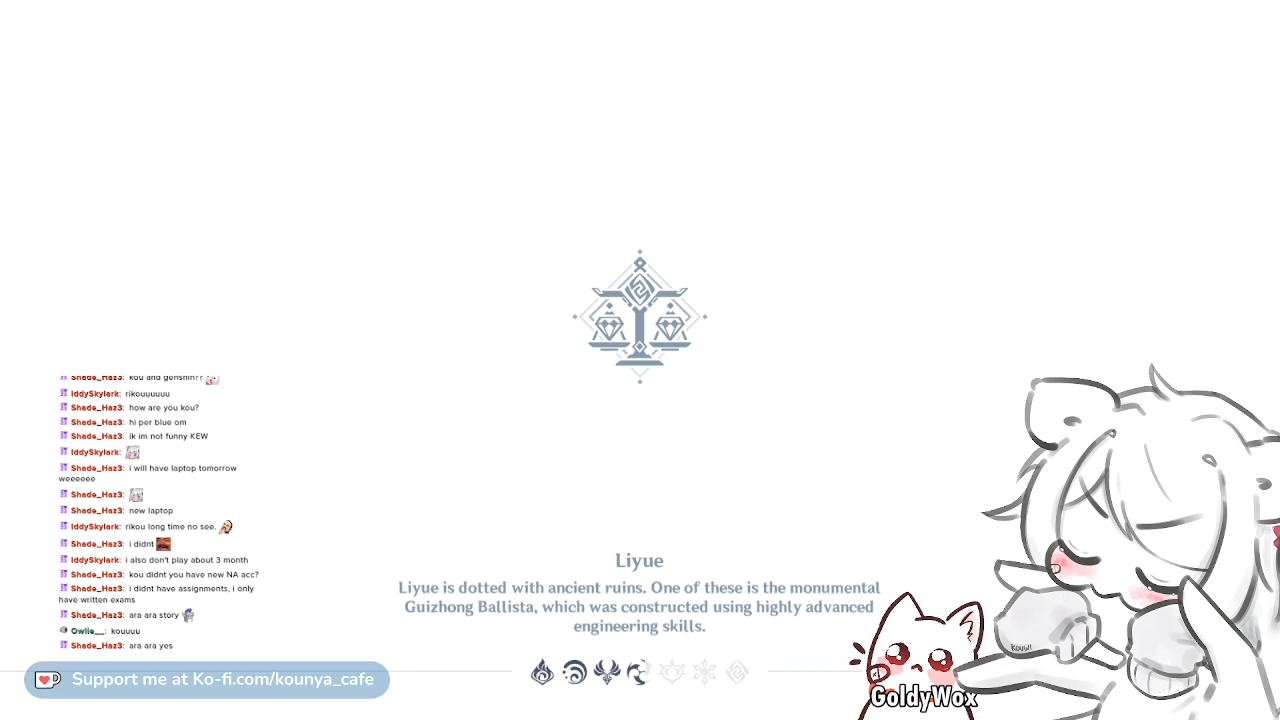 Shade_Haz3: kou and genshin??
IddySkylark: rikouuuuuu
Shade_Haz3: how are you kou?
Shade_Haz3: hi per blue om
Shade_Haz3: ik im not funny KEW
IddySkylark:
Shade_Haz3: i will have laptop tomorrow
weeeeee
Shade_Haz3:
Shade_Haz3: new laptop
IddySkylark: rikou long time no see.
Shade_Haz3: i didnt
IddySkylark: i also don't play about 3 month
Shade_Haz3: kou didnt you have new NA acc?
Shade_Haz3: i didnt have assignments, i only
have written exams
Shade_Haz3: ara ara story
Owlie__: kouuuu
Shade_Haz3: ara ara yes
Support me at Ko-fi.com/kounya_cafe
Liyue
Liyue is dotted with ancient ruins. One of these is the monumental
Guizhong Ballista, which was constructed using highly advanced
engineering skills.
KOUW!
GoldyWox